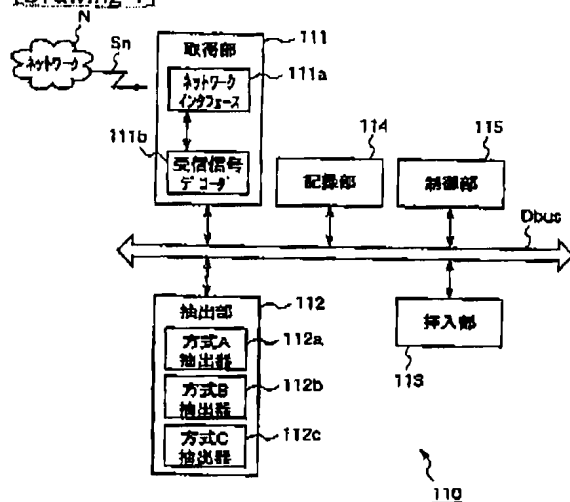 N
ネットワーク
Sn
取得部
111
ネットワーク
インタフェース
111a
111b
受信信号
デコーダ
114
記録部
115
制御部
Dbus
抽出部
112
方式A
抽出器
112a
方式B
抽出器
112b
方式C
抽出器
112c
挿入部
113
110